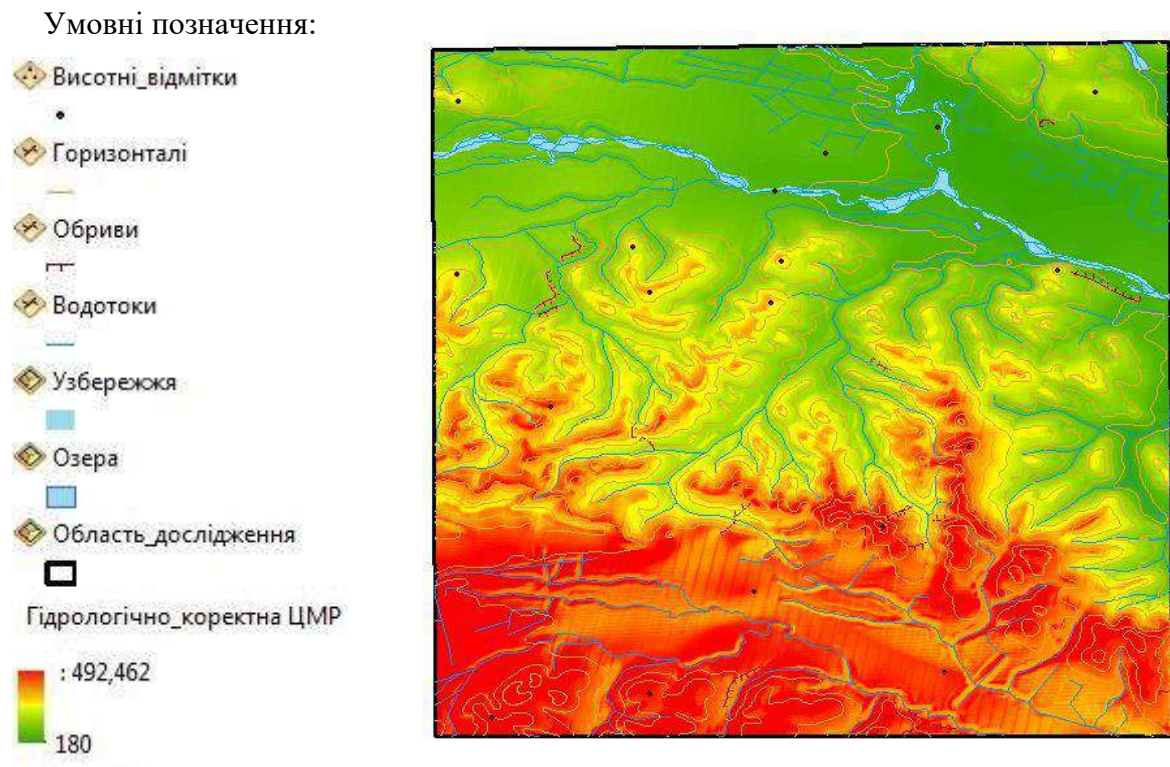 Умовні позначення:
Висотні_відмітки
Горизонталі
Обриви
Водотоки
Узбережжя
Озера
Область_дослідження
Гідрологічно_коректна ЦМР
: 492,462
180